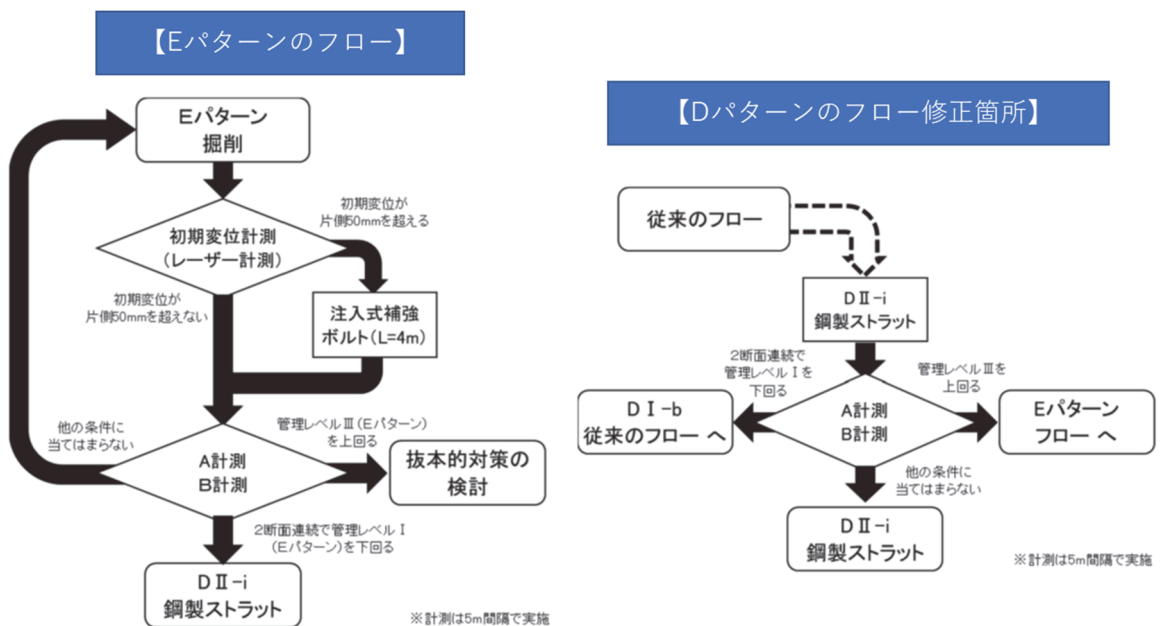 【Eパターンのフロー】
Eパターン
掘削
初期変位が
片側50mmを超える
初期変位計測
(レーザー計測)
初期変位が
片側50mmを超えない
注入式補強
ボルト(L=4m)
他の条件に
当てはまらない
管理レベルⅢ(Eパターン)
を上回る
A計測
B計測
抜本的対策の
検討
2断面連続で管理レベルⅠ
(Eパターン)を下回る
DⅡ-i
鋼製ストラット
※計測は5m間隔で実施
【Dパターンのフロー修正箇所】
従来のフロー
DⅡ-i
鋼製ストラット
2断面連続で
管理レベルⅠを
下回る
管理レベルⅢを
上回る
DⅠ-b
従来のフロー へ
A計測
B計測
Eパターン
フロー へ
他の条件に
当てはまらない
DⅡ-i
鋼製ストラット
※計測は5m間隔で実施